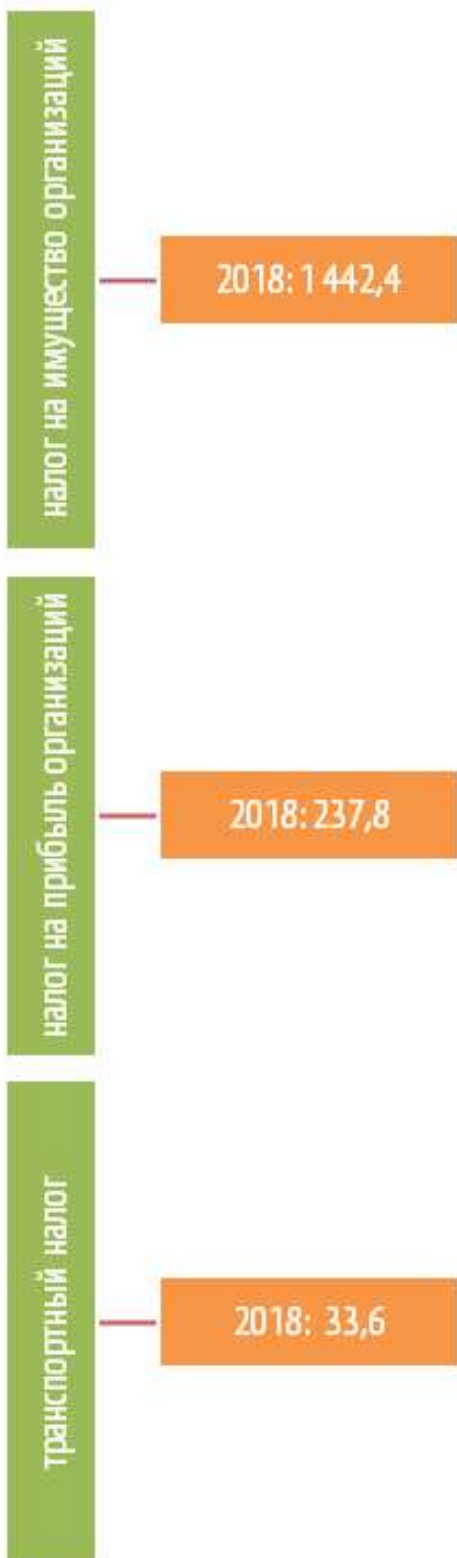 налог на имущество организаций
2018: 1 442,4
налог на прибыль организаций
2018: 237,8
транспортный налог
2018: 33,6